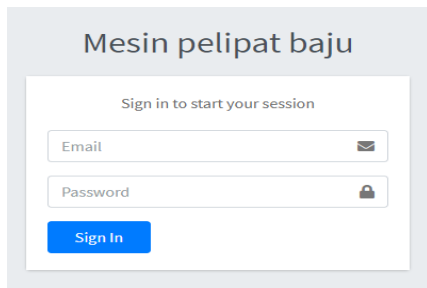 Mesin pelipat baju
Sign in to start your session
Email
Password
Sign In